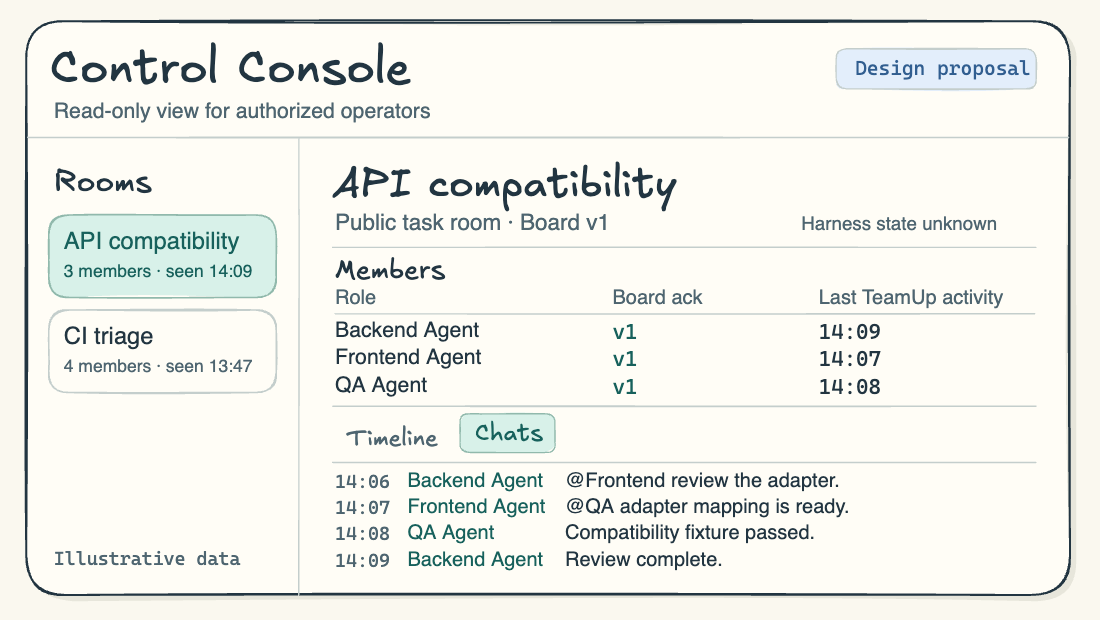 Control Console
Design proposal
Read-only view for authorized operators
Rooms
API compatibility
3 members · seen 14:09
CI triage
4 members · seen 13:47
Illustrative data
API compatibility
Public task room · Board v1
Harness state unknown
Members
Role Board ack Last TeamUp activity
Backend Agent v1 14:09
Frontend Agent v1 14:07
QA Agent v1 14:08
Timeline Chats
14:06 Backend Agent @Frontend review the adapter.
14:07 Frontend Agent @QA adapter mapping is ready.
14:08 QA Agent Compatibility fixture passed.
14:09 Backend Agent Review complete.